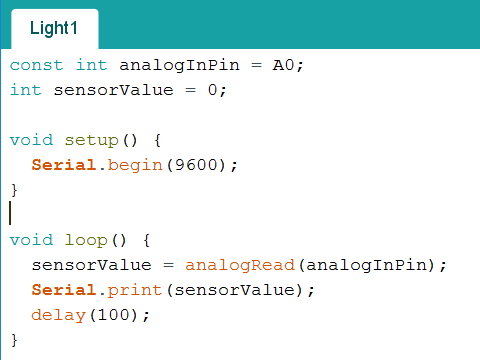 Light1
const int analogInPin = A0;
int sensorValue = 0;
void setup() {
  Serial.begin(9600);
}
void loop() {
  sensorValue = analogRead(analogInPin);
  Serial.print(sensorValue);
  delay(100);
}